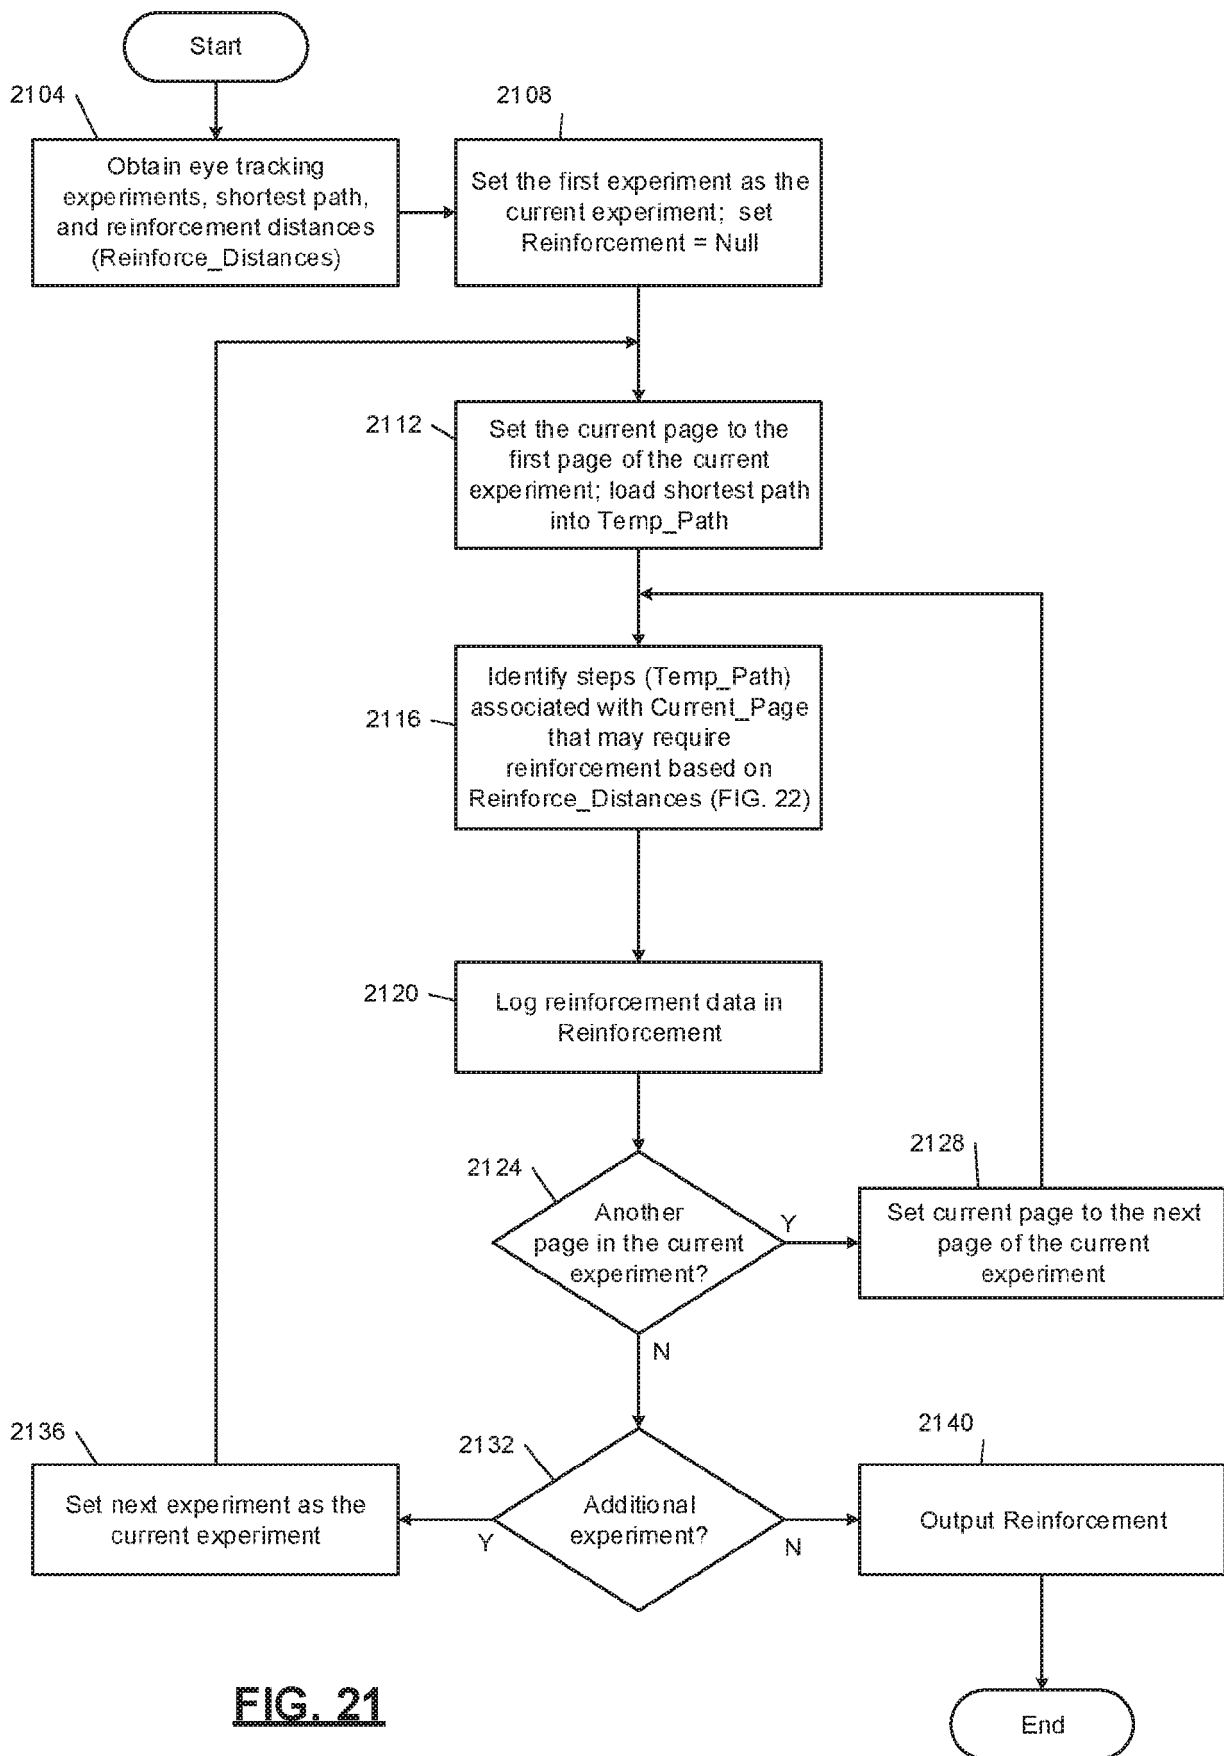 Start
2104
Obtain eye tracking
experiments, shortest path,
and reinforcement distances
(Reinforce_Distances)
2108
Set the first experiment as the
current experiment; set
Reinforcement = Null
2112
Set the current page to the
first page of the current
experiment; load shortest path
into Temp_Path
2116
Identify steps (Temp_Path)
associated with Current_Page
that may require
reinforcement based on
Reinforce_Distances (FIG. 22)
2120
Log reinforcement data in
Reinforcement
2124
Another
page in the current
experiment?
Y
N
2128
Set current page to the next
page of the current
experiment
2132
Additional
experiment?
Y
N
2136
Set next experiment as the
current experiment
2140
Output Reinforcement
End
FIG. 21